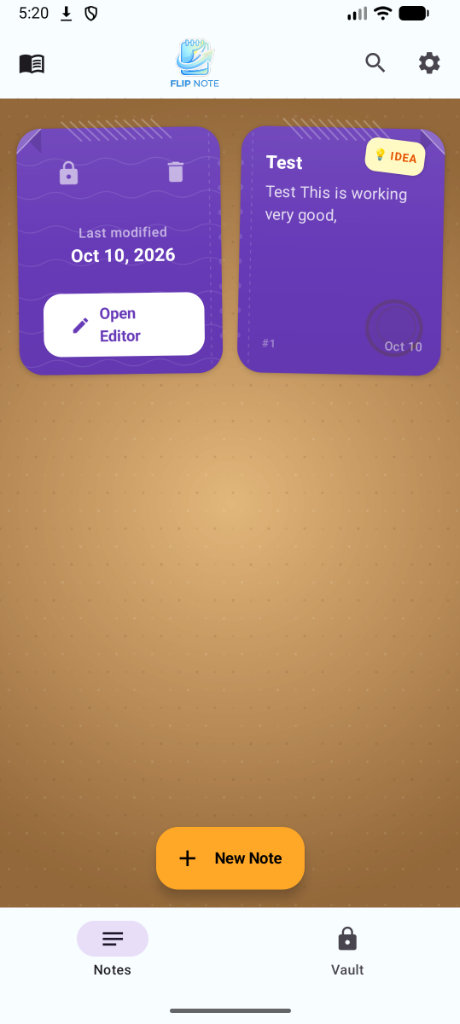 5:20
FLIP NOTE
Last modified
Oct 10, 2026
Open
Editor
Test
💡 IDEA
Test This is working
very good,
#1
Oct 10
New Note
Notes
Vault